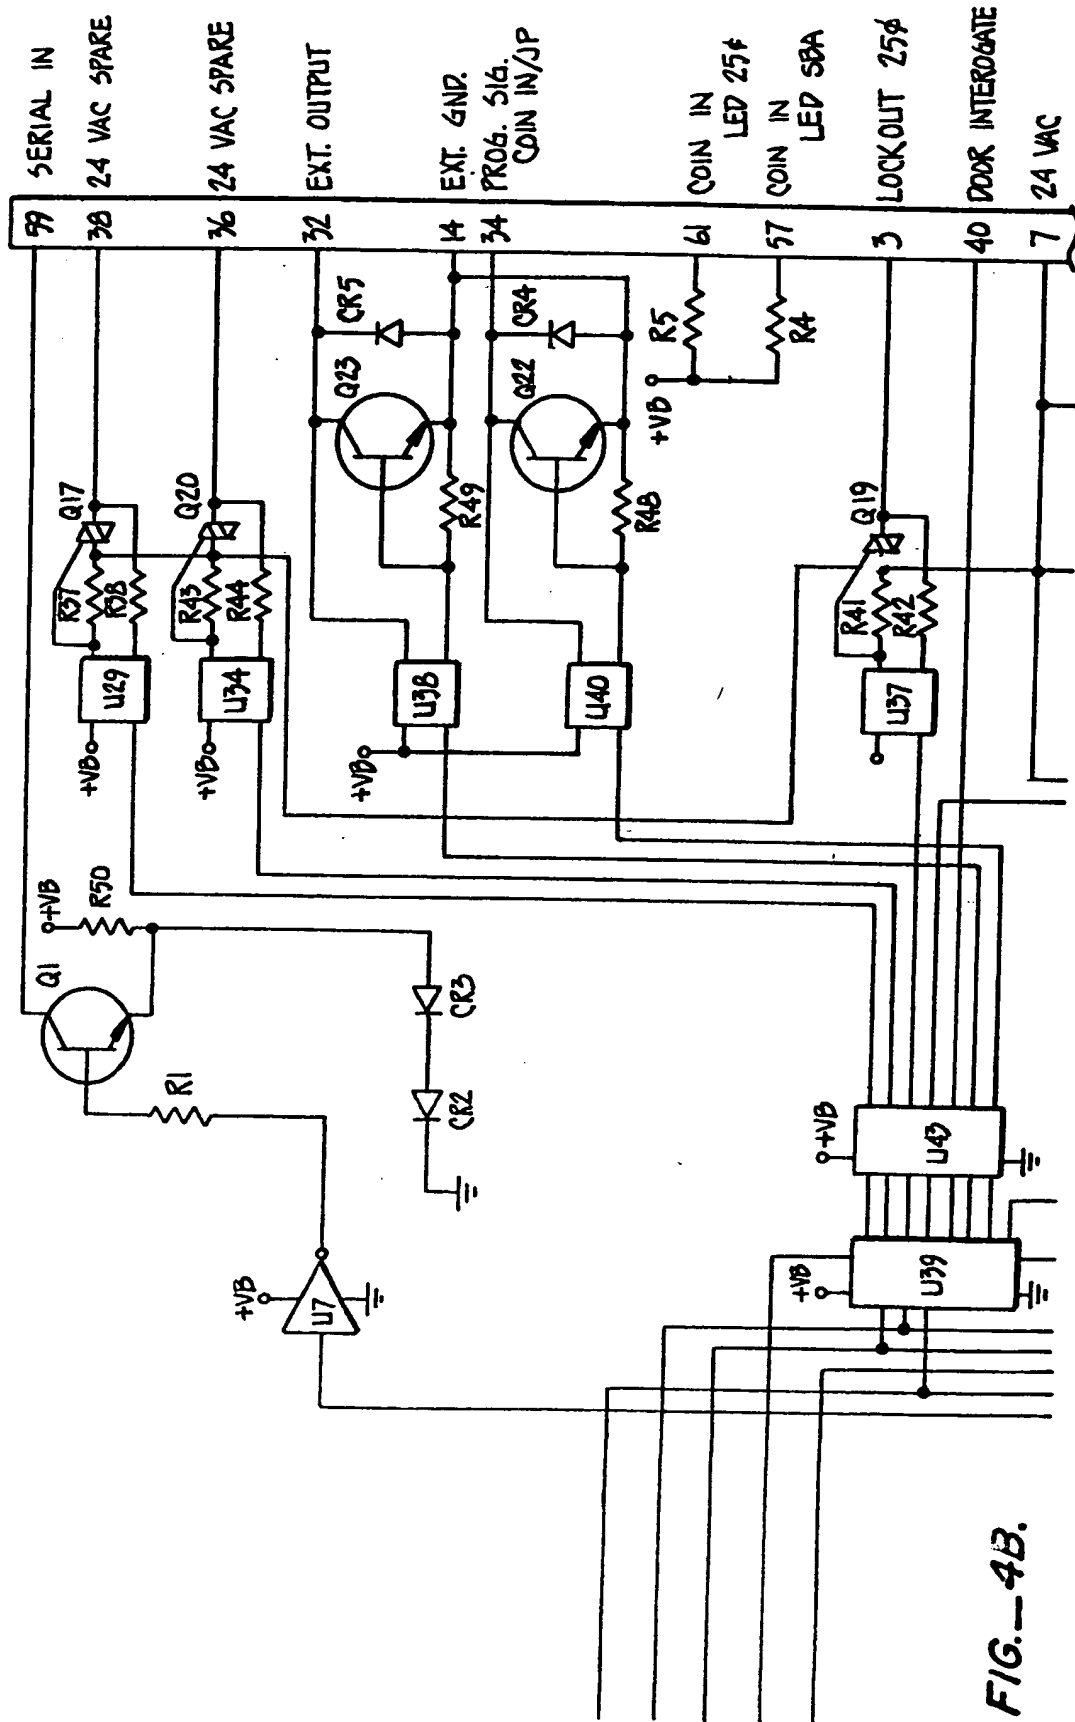 59 SERIAL IN
38 24 VAC SPARE
36 24 VAC SPARE
32 EXT. OUTPUT
14 EXT. GND.
34 PROG. SIG.
COIN IN/JP
61 COIN IN
LED 25¢
57 COIN IN
LED SBA
3 LOCKOUT 25¢
40 DOOR INTEROGATE
7 24 VAC
Q17
R37
R38
U29
+VB
Q20
R43
R44
U34
+VB
CR5
Q23
R49
U38
+VB
CR4
Q22
R48
U40
R5
R4
+VB
Q19
R41
R42
U37
+VB
R50
Q1
R1
CR3
CR2
+VB
U7
+VB
U43
+VB
U39
FIG._4B.